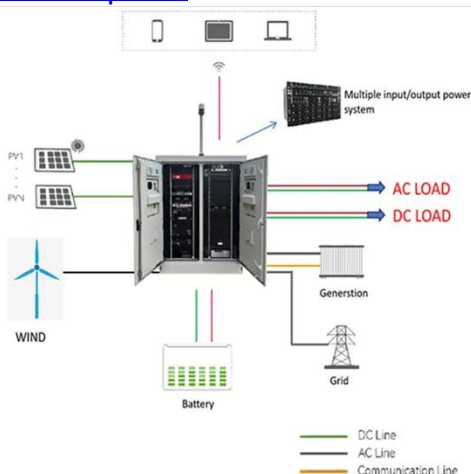 Multiple input/output power
system
PV1
PVN
AC LOAD
DC LOAD
WIND
Generstion
Grid
Battery
DC Line
AC Line
Communication Line